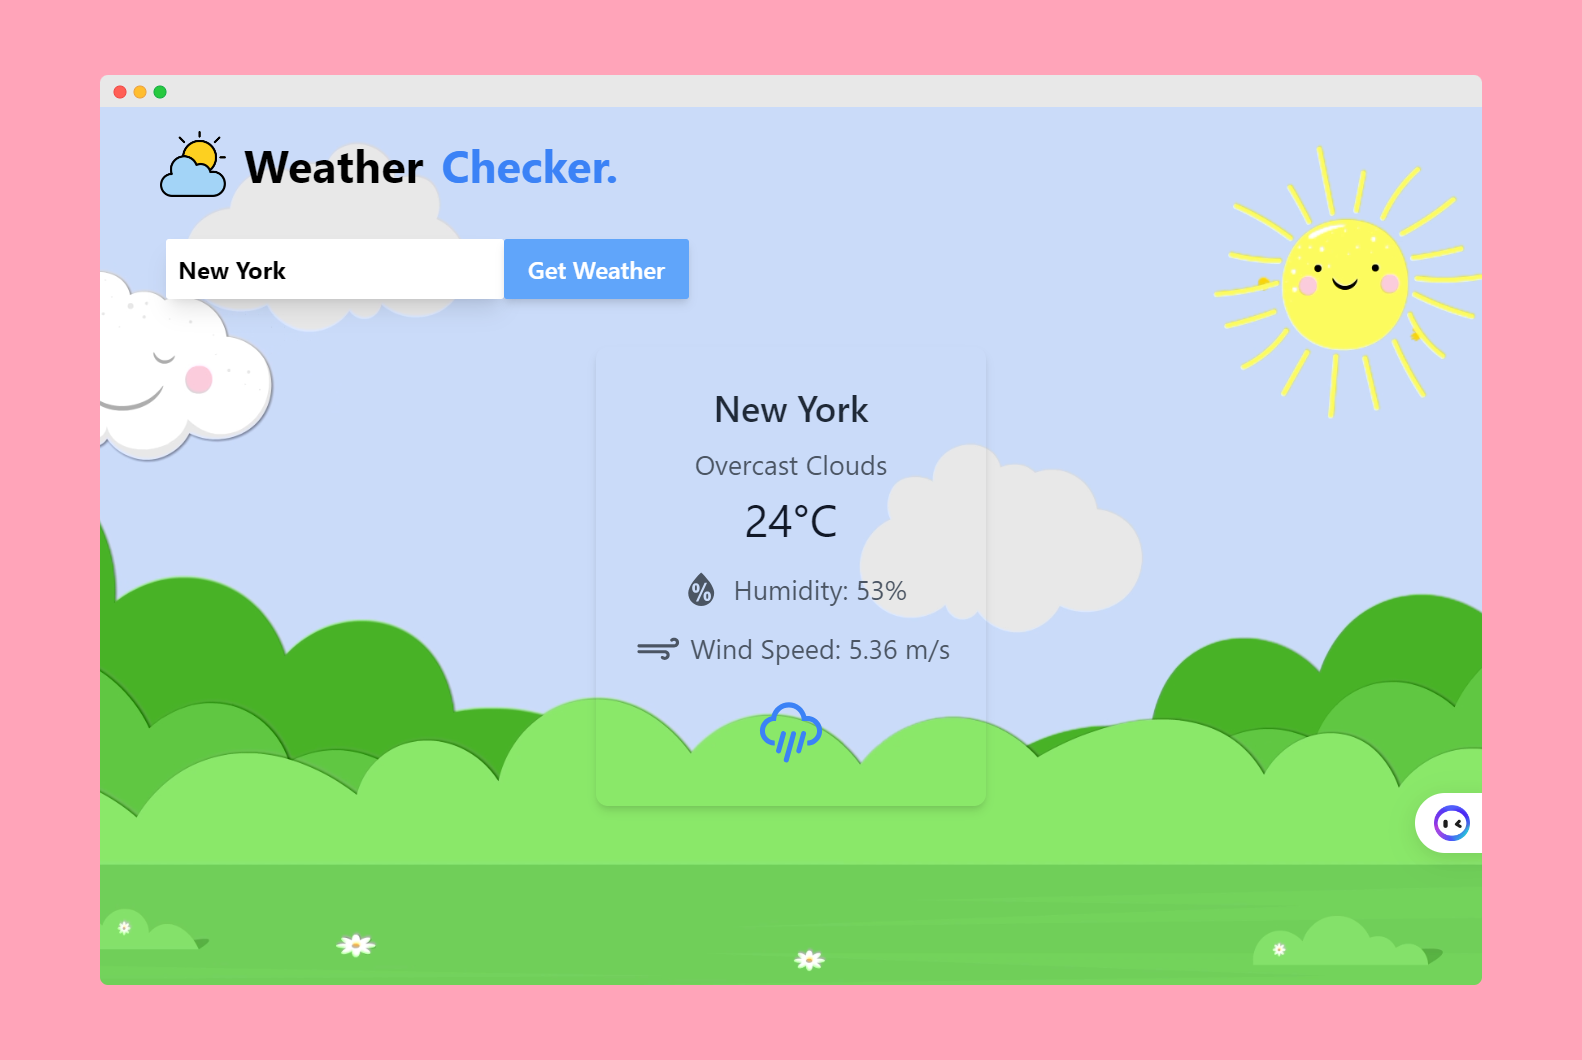 Weather Checker.
New York
Get Weather
New York
Overcast Clouds
24°C
% Humidity: 53%
Wind Speed: 5.36 m/s